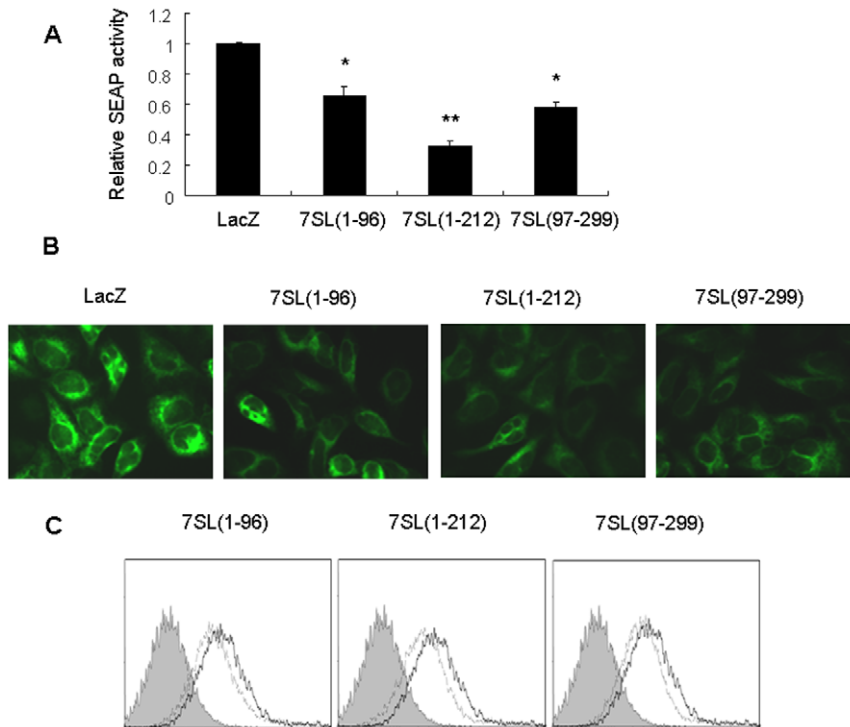 A
Relative SEAP activity
1.2
1
0.8
0.6
0.4
0.2
0
*
**
*
LacZ 7SL(1-96) 7SL(1-212) 7SL(97-299)
B
LacZ 7SL(1-96) 7SL(1-212) 7SL(97-299)
C
7SL(1-96) 7SL(1-212) 7SL(97-299)